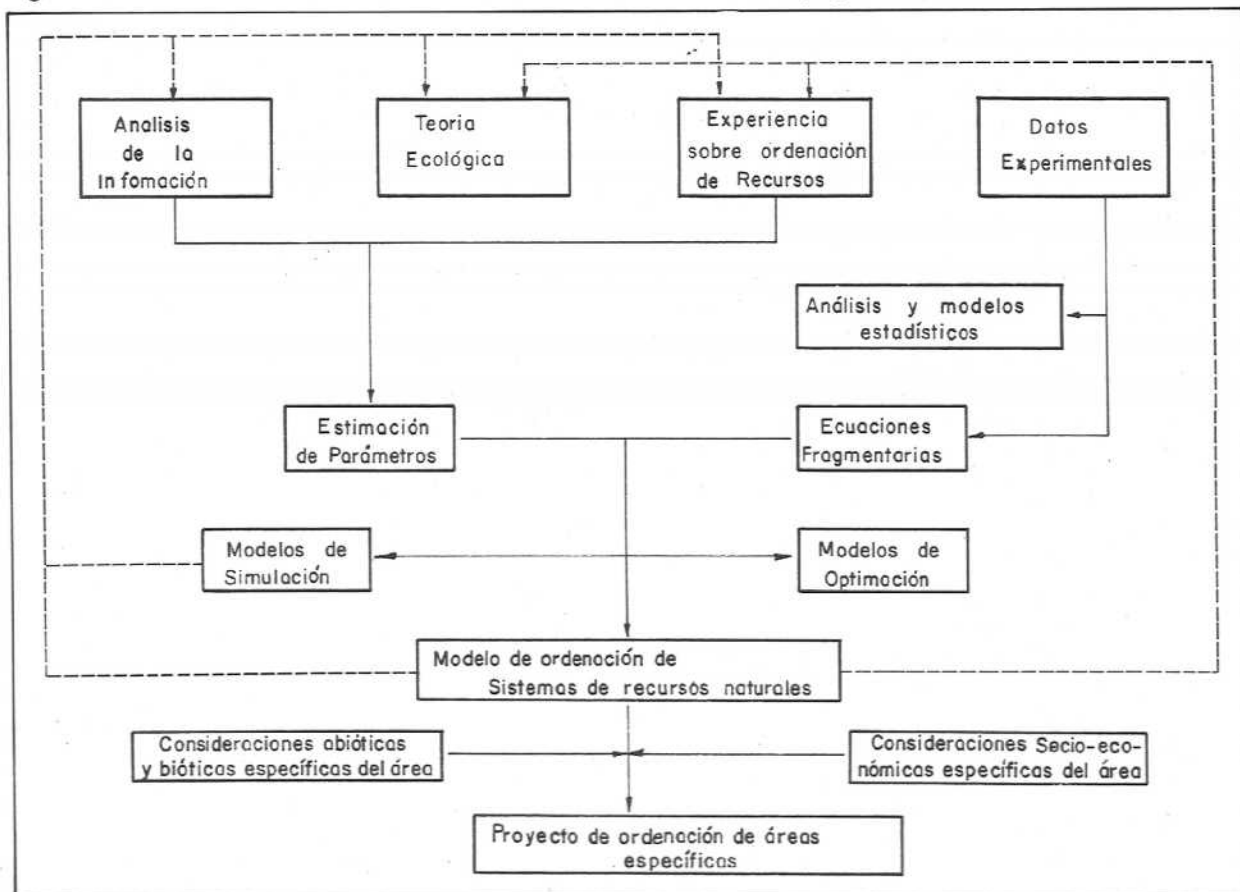 Analisis
de la
Infomación
Teoria
Ecológica
Experiencia
sobre ordenación
de Recursos
Datos
Experimentales
Análisis y modelos
estadísticos
Estimación
de Parámetros
Ecuaciones
Fragmentarias
Modelos de
Simulación
Modelos de
Optimación
Modelo de ordenación de
Sistemas de recursos naturales
Consideraciones abióticas
y bióticas específicas del área
Consideraciones Socio-eco-
nómicas específicas del área
Proyecto de ordenación de áreas
específicas